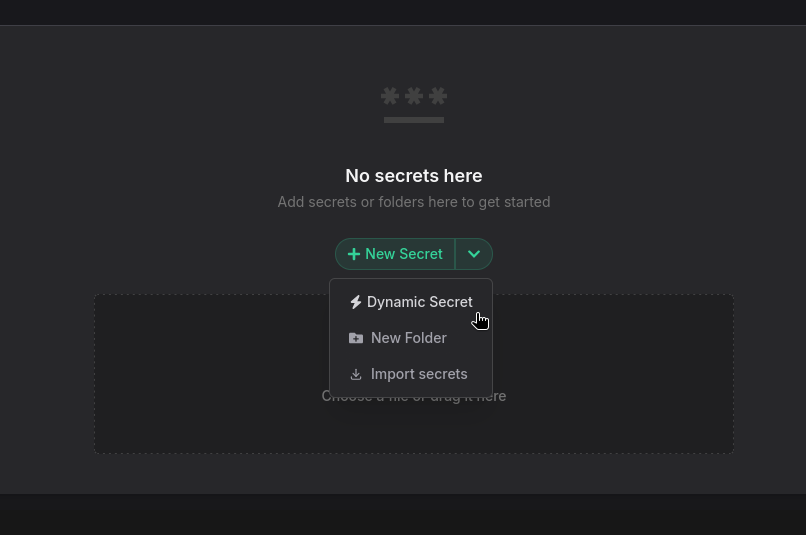 No secrets here
Add secrets or folders here to get started
New Secret
Dynamic Secret
New Folder
Import secrets
Choose a file or drag it here